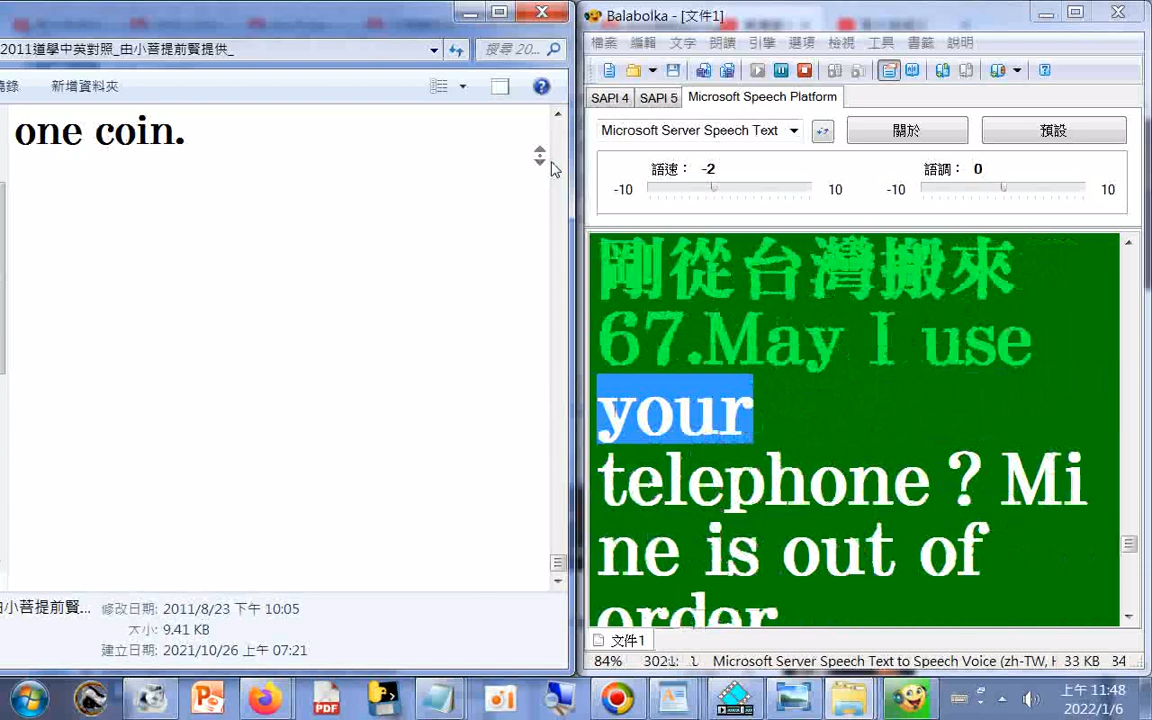 2011道學中英對照_由小菩提前賢提供_
搜尋 20...
燒錄
新增資料夾
one coin.
由小菩提前賢...
修改日期: 2011/8/23 下午 10:05
大小: 9.41 KB
建立日期: 2021/10/26 上午 07:21
Balabolka - [文件1]
檔案 編輯 文字 朗讀 引擎 選項 檢視 工具 書籤 說明
SAPI 4 SAPI 5 Microsoft Speech Platform
Microsoft Server Speech Text
關於
預設
語速: -2
語調: 0
-10 10 -10 10
剛從台灣搬來
67.May I use
your
telephone？Mi
ne is out of
order
文件1
84% 3021: Microsoft Server Speech Text to Speech Voice (zh-TW, 33 KB 34
PDF
上午 11:48
2022/1/6